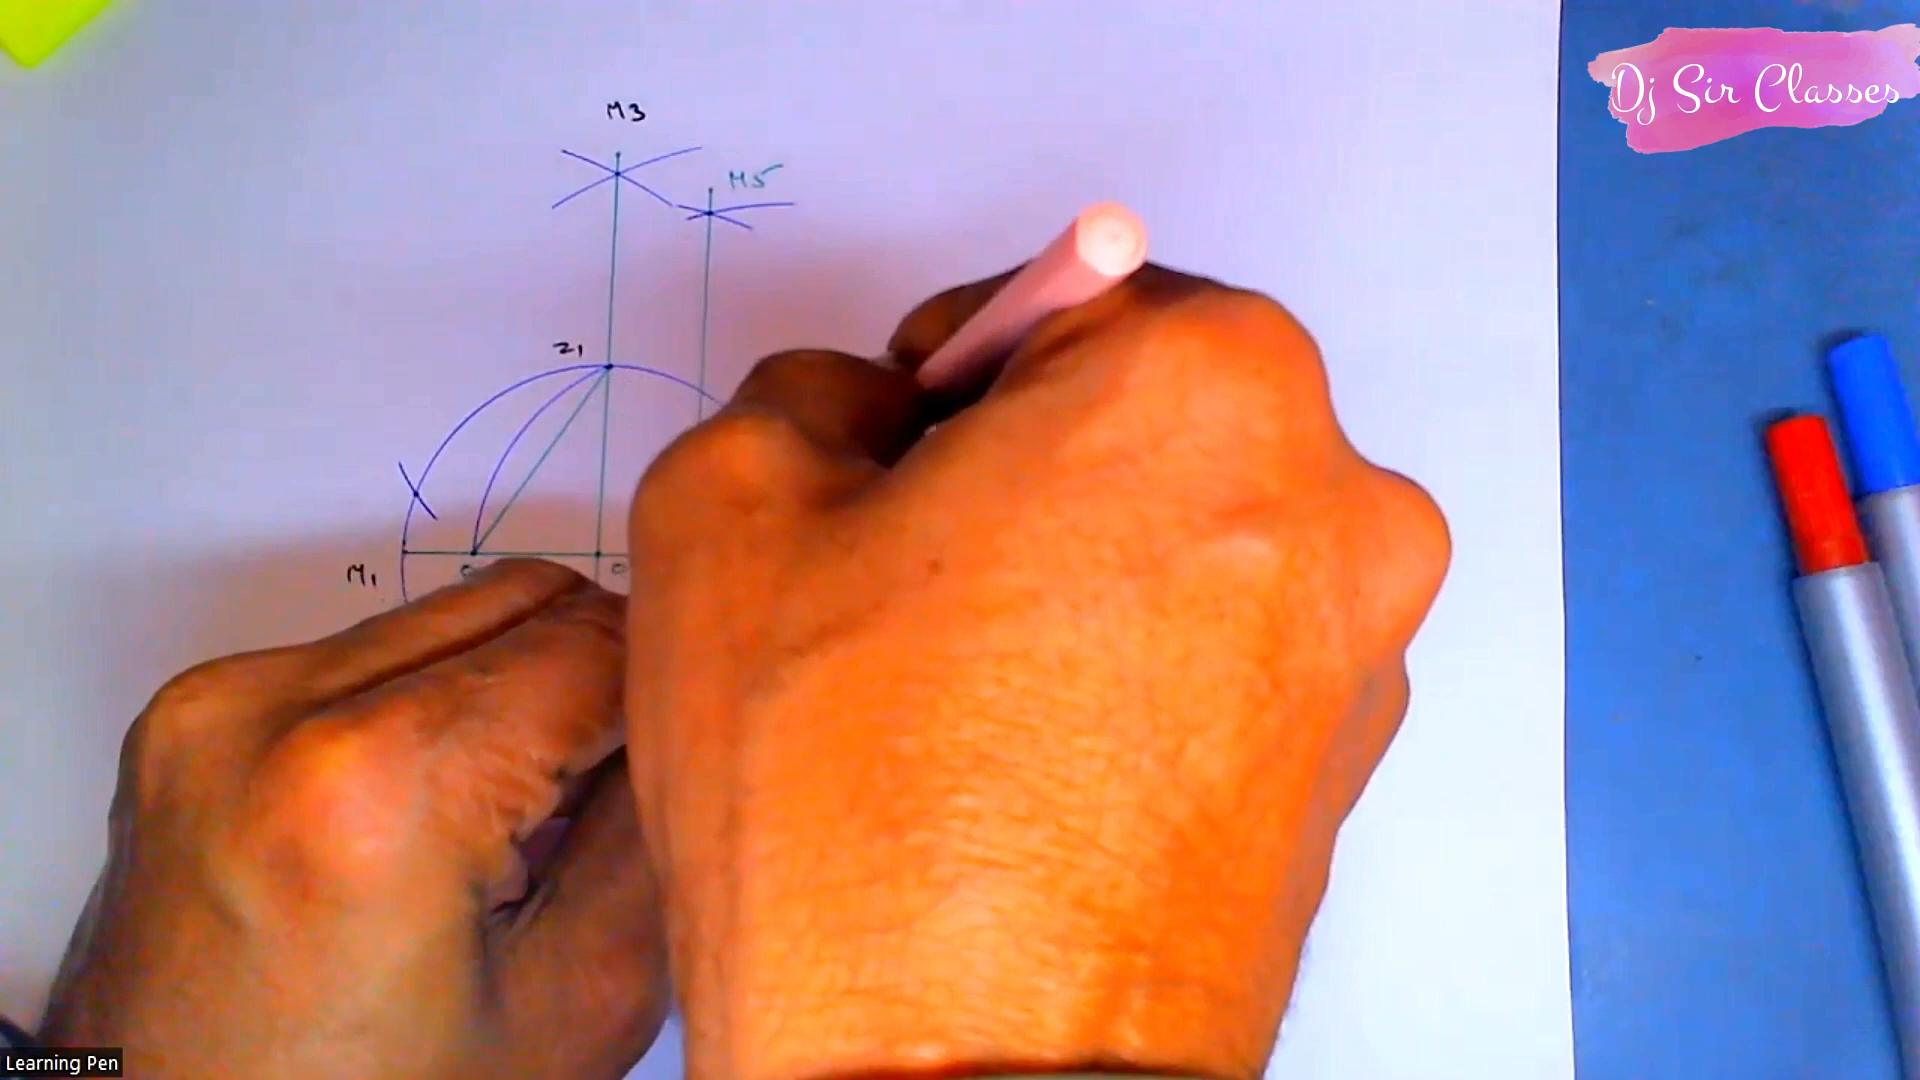 Dj Sir Classes
M3
M5
Z1
M1
Learning Pen